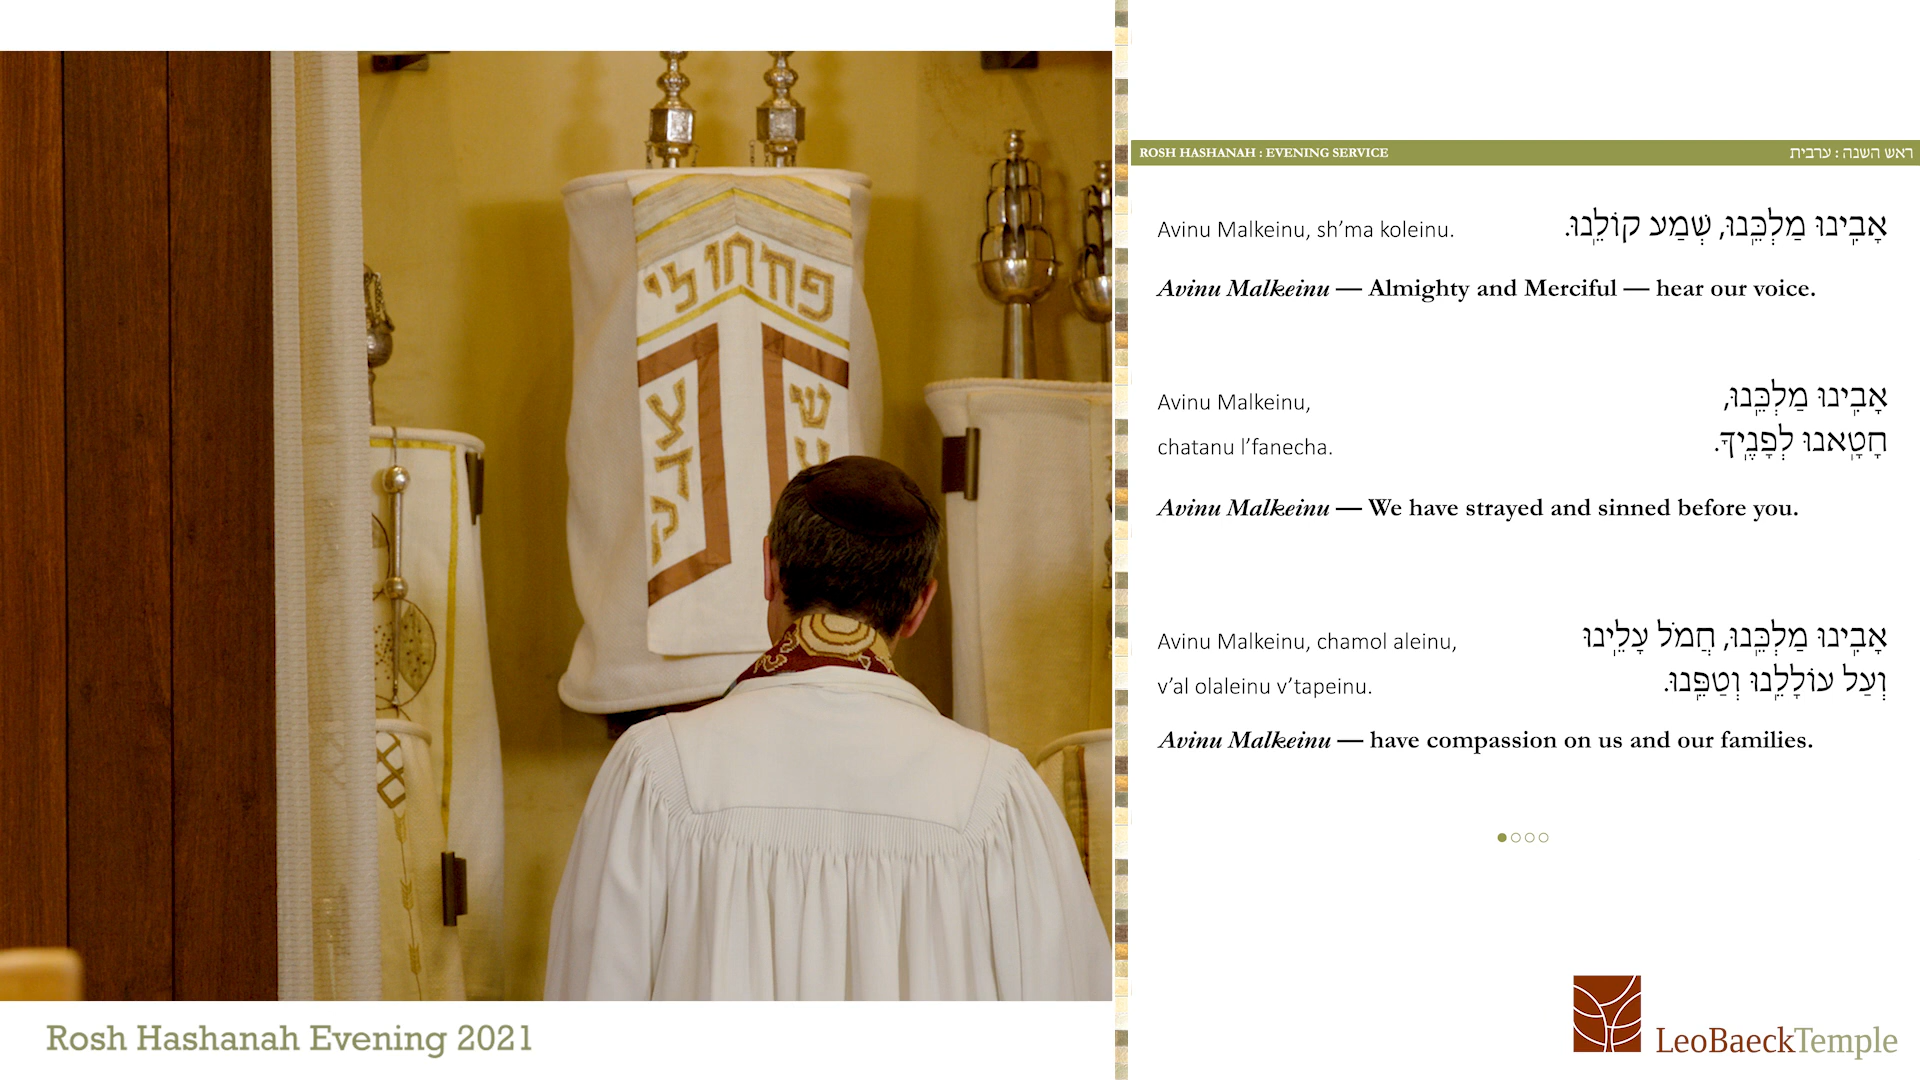 פתחו לי
ש
ע
צדק
Rosh Hashanah Evening 2021
ROSH HASHANAH : EVENING SERVICE
ראש השנה : ערבית
Avinu Malkeinu, sh’ma koleinu.
אָבִֽינוּ מַלְכֵּֽנוּ, שְׁמַע קוֹלֵֽנוּ.
Avinu Malkeinu — Almighty and Merciful — hear our voice.
Avinu Malkeinu,
אָבִֽינוּ מַלְכֵּֽנוּ,
chatanu l’fanecha.
חָטָֽאנוּ לְפָנֶֽיךָ.
Avinu Malkeinu — We have strayed and sinned before you.
Avinu Malkeinu, chamol aleinu,
אָבִֽינוּ מַלְכֵּֽנוּ, חֲמֹל עָלֵֽינוּ
v’al olaleinu v’tapeinu.
וְעַל עוֹלָלֵֽנוּ וְטַפֵּֽנוּ.
Avinu Malkeinu — have compassion on us and our families.
LeoBaeckTemple